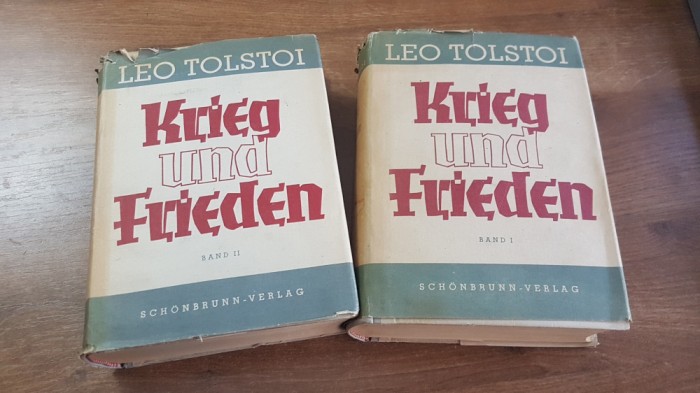 LEO TOLSTOI
Krieg
und
Frieden
BAND II
SCHÖNBRUNN-VERLAG
LEO TOLSTOI
Krieg
und
Frieden
BAND I
SCHÖNBRUNN-VERLAG